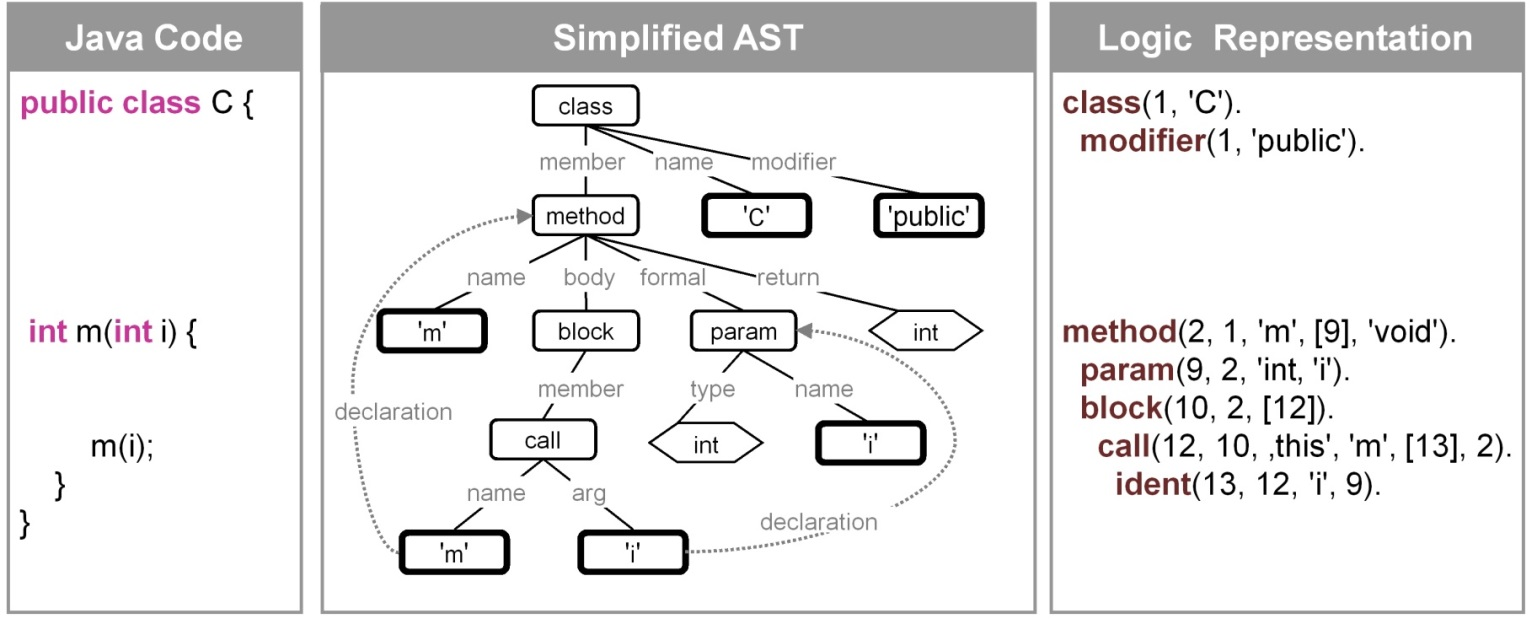 Java Code
public class C {
int m(int i) {
m(i);
}
}
Simplified AST
class
member name modifier
method 'C' 'public'
name body formal return
'm' block param int
member type name
declaration
call int 'i'
name arg
declaration
'm' 'i'
Logic Representation
class(1, 'C').
modifier(1, 'public').
method(2, 1, 'm', [9], 'void').
param(9, 2, 'int, 'i').
block(10, 2, [12]).
call(12, 10, ‚this', 'm', [13], 2).
ident(13, 12, 'i', 9).